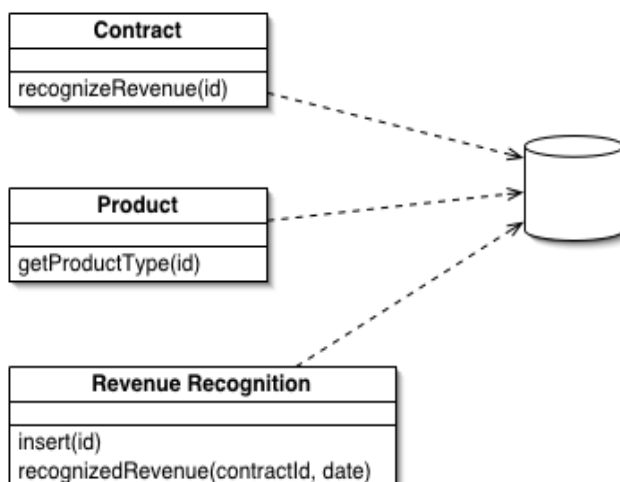 Contract
recognizeRevenue(id)
Product
getProductType(id)
Revenue Recognition
insert(id)
recognizedRevenue(contractId, date)